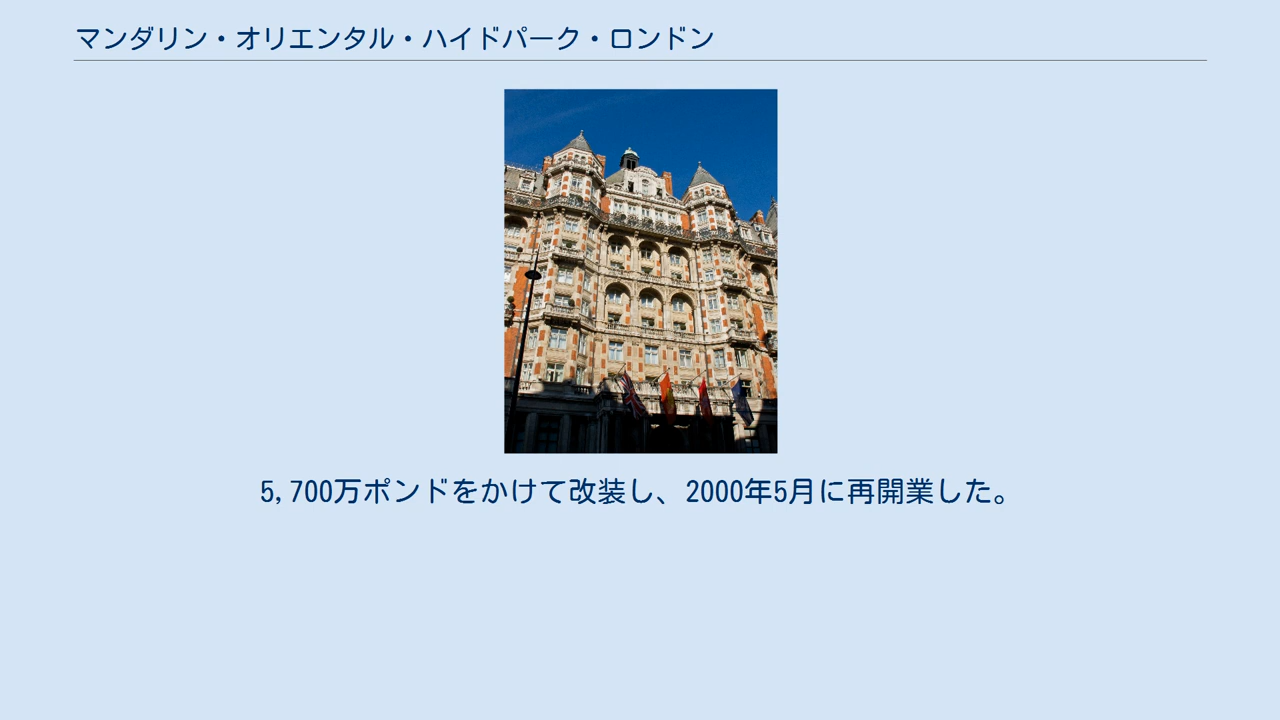 マンダリン・オリエンタル・ハイドパーク・ロンドン
5,700万ポンドをかけて改装し、2000年5月に再開業した。